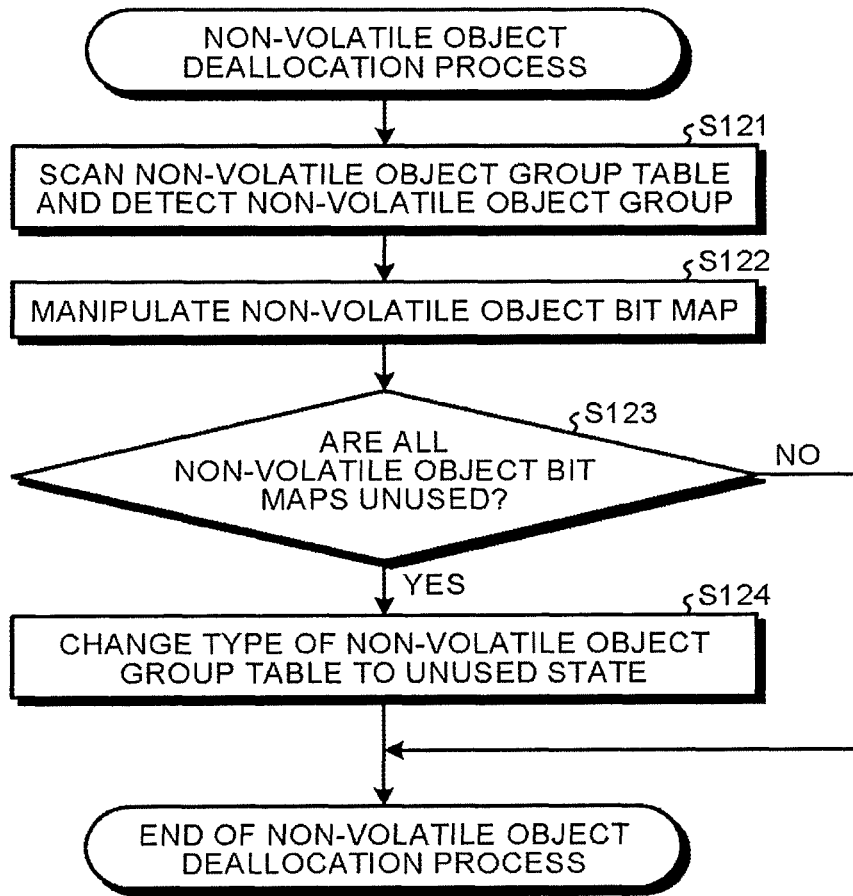 NON-VOLATILE OBJECT
DEALLOCATION PROCESS
S121
SCAN NON-VOLATILE OBJECT GROUP TABLE
AND DETECT NON-VOLATILE OBJECT GROUP
S122
MANIPULATE NON-VOLATILE OBJECT BIT MAP
S123
ARE ALL
NON-VOLATILE OBJECT BIT
MAPS UNUSED?
NO
YES
S124
CHANGE TYPE OF NON-VOLATILE OBJECT
GROUP TABLE TO UNUSED STATE
END OF NON-VOLATILE OBJECT
DEALLOCATION PROCESS